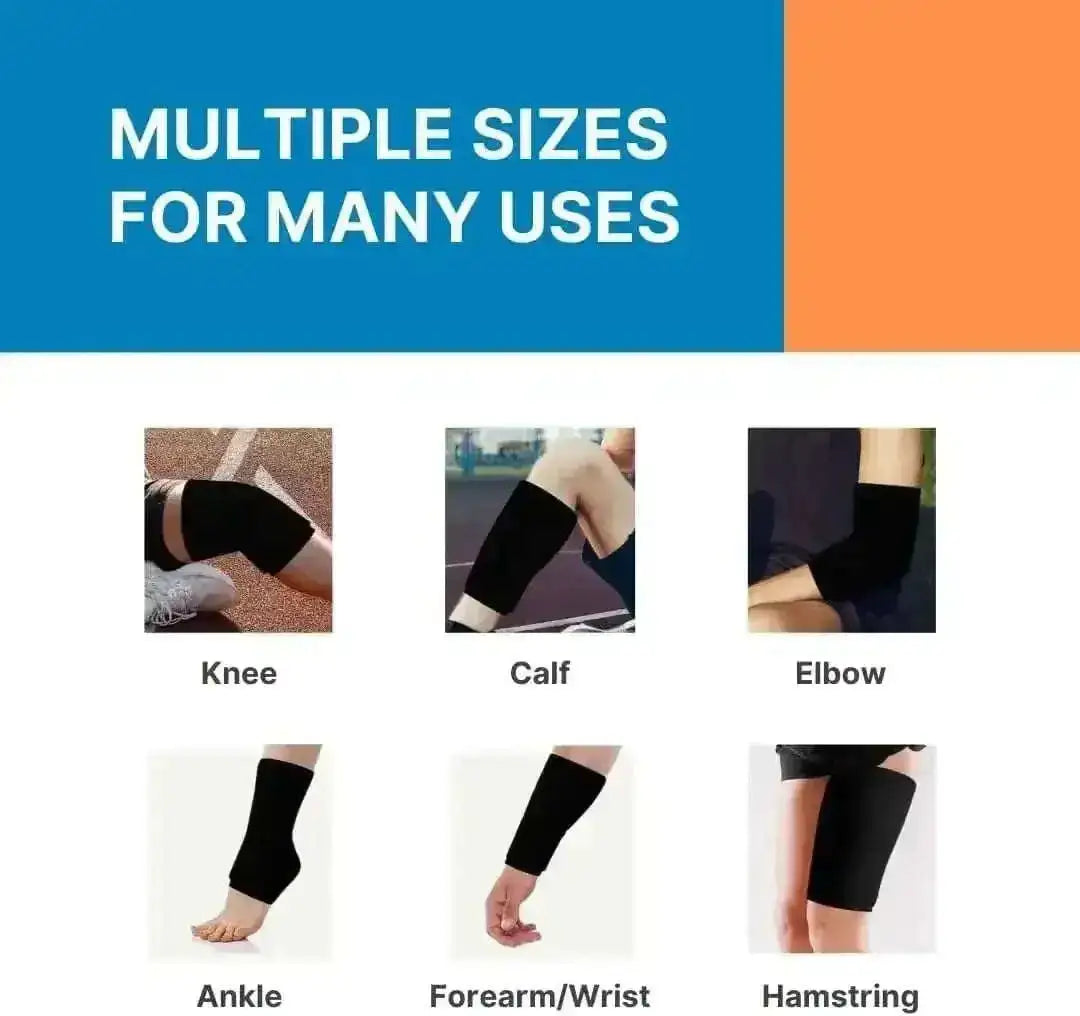 MULTIPLE SIZES
FOR MANY USES
Knee
Calf
Elbow
Ankle
Forearm/Wrist
Hamstring